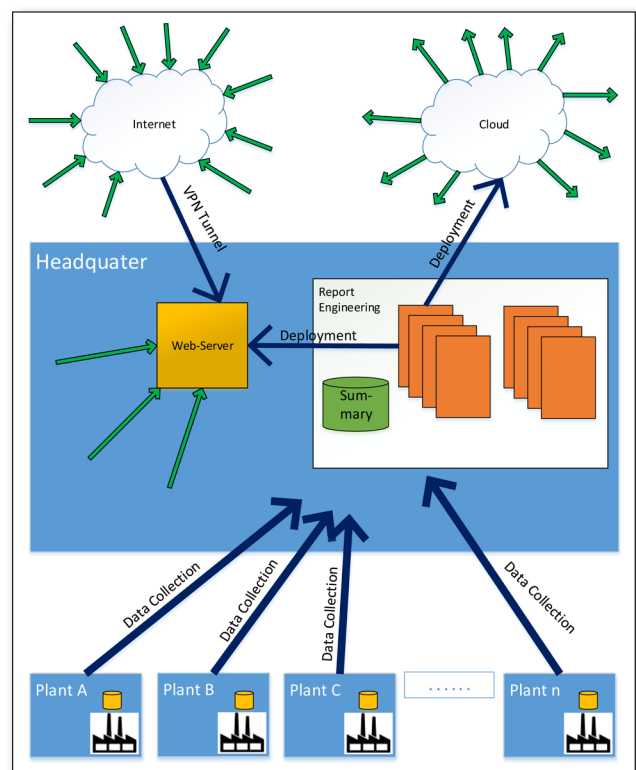 Internet
Cloud
VPN Tunnel
Deployment
Headquater
Report
Engineering
Web-Server
Deployment
Sum-
mary
Data Collection
Data Collection
Data Collection
Data Collection
Plant A
Plant B
Plant C
......
Plant n